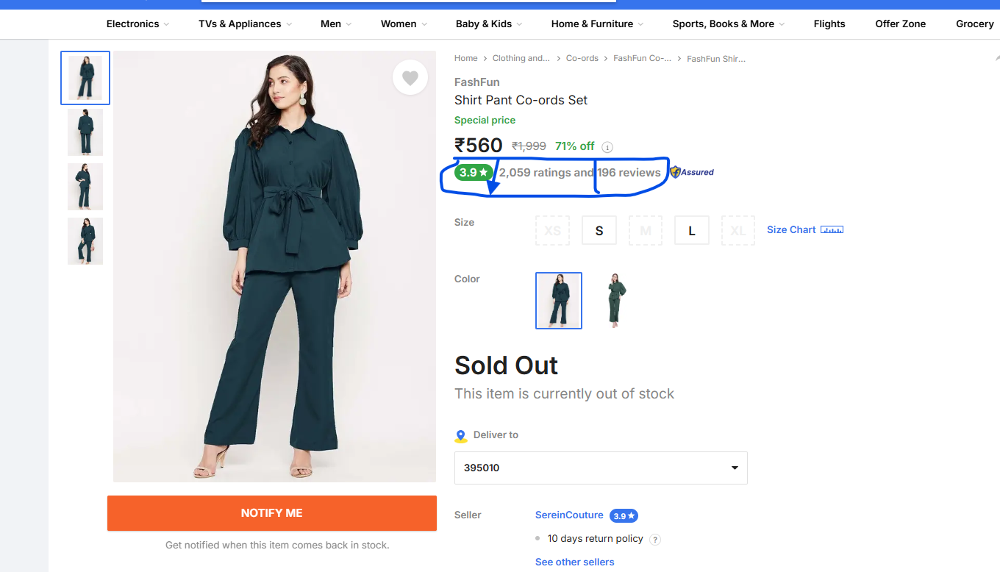 Electronics TVs & Appliances Men Women Baby & Kids Home & Furniture Sports, Books & More Flights Offer Zone Grocery
Home > Clothing and... > Co-ords > FashFun Co-... > FashFun Shir...
FashFun
Shirt Pant Co-ords Set
Special price
₹560 ₹1,999 71% off i
3.9★ 2,059 ratings and 196 reviews f Assured
Size XS S M L XL Size Chart
Color
Sold Out
This item is currently out of stock
Deliver to
395010
NOTIFY ME
Get notified when this item comes back in stock.
Seller SereinCouture 3.9★
10 days return policy ?
See other sellers